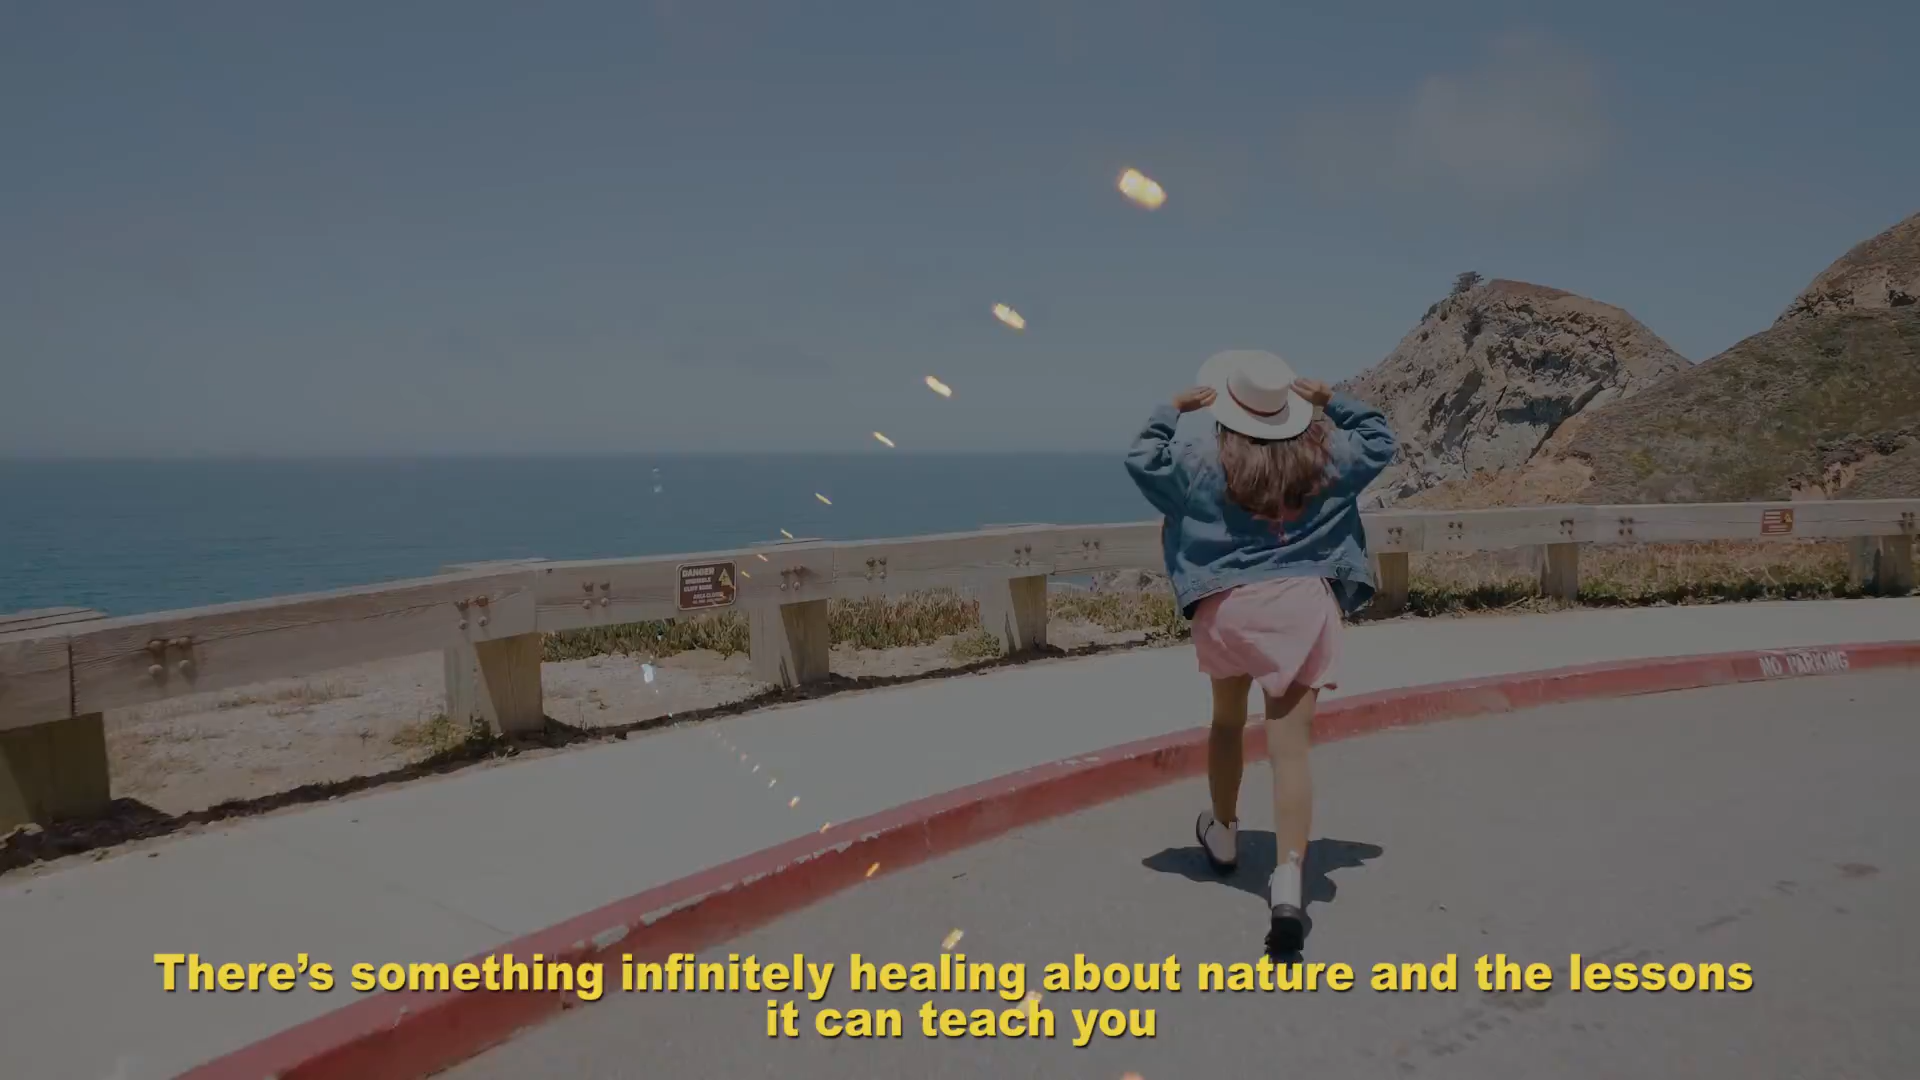 DANGER
NO PARKING
There’s something infinitely healing about nature and the lessons
it can teach you